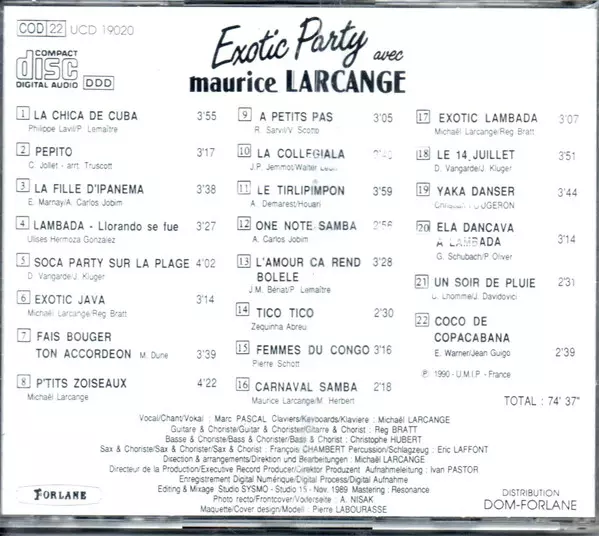 COD 22 UCD 19020
COMPACT
disc
DIGITAL AUDIO DDD
Exotic Party avec
maurice LARCANGE
1 LA CHICA DE CUBA 3'55
Philippe Lavil/P. Lemaître
2 PEPITO 3'17
C. Jollet - arr. Truscott
3 LA FILLE D'IPANEMA 3'38
E. Marnay/A. Carlos Jobim
4 LAMBADA - Llorando se fue 3'27
Ulises Hermoza Gonzalez
5 SOCA PARTY SUR LA PLAGE 4'02
D. Vangarde/J. Kluger
6 EXOTIC JAVA 3'14
Michaël Larcange/Reg Bratt
7 FAIS BOUGER
TON ACCORDEON M. Dune 3'39
8 P'TITS ZOISEAUX 4'22
Michaël Larcange
9 A PETITS PAS 3'05
R. Sarvil/V. Scotto
10 LA COLLEGIALA
J.P. Jemmot/Walter
11 LE TIRLIPIMPON 3'59
A. Demarest/Houari
12 ONE NOTE SAMBA 2'56
A. Carlos Jobim
13 L'AMOUR CA REND 3'28
BOLELE
J.M. Bériat/P. Lemaître
14 TICO TICO 2'30
Zequinha Abreu
15 FEMMES DU CONGO 3'16
Pierre Schott
16 CARNAVAL SAMBA 2'18
Maurice Larcange/M. Herbert
17 EXOTIC LAMBADA 3'07
Michaël Larcange/Reg Bratt
18 LE 14 JUILLET 3'51
D. Vangarde/J. Kluger
19 YAKA DANSER 3'44
20 ELA DANCAVA
A LAMBADA 3'14
G. Schubach/P. Oliver
21 UN SOIR DE PLUIE 2'31
Lhomme/J. Davidovici
22 COCO DE
COPACABANA
E. Warner/Jean Guigo 2'39
℗ 1990 - U.M.I.P - France
TOTAL : 74' 37"
Vocal/Chant/Vokal : Marc PASCAL Claviers/Keyboards/Klaviere : Michaël LARCANGE
Guitare & Choriste/Guitar & Chorister/Gitarre & Chorist : Reg BRATT
Basse & Choriste/Bass & Chorister/Bass & Chorist : Christophe HUBERT
Sax & Choriste/Sax & Chorister/Sax & Chorist : François CHAMBERT Percussion/Schlagzeug : Eric LAFFONT
Direction & arrangements/Direktion und Bearbeitungen : Michaël LARCANGE
Directeur de la Production/Executive Record Producer/Direktor Produzent Aufnahmeleitung : Ivan PASTOR
Enregistrement Digital Numérique/Digital Process/Digital Aufnahme
Editing & Mixage Studio SYSMO - Studio 15 - Nov. 1989 Mastering : Resonance
Photo recto/Frontcover/Vorderseite : A. NISAK
Maquette/Cover design/Modell : Pierre LABOURASSE
FORLANE
DISTRIBUTION
DOM-FORLANE